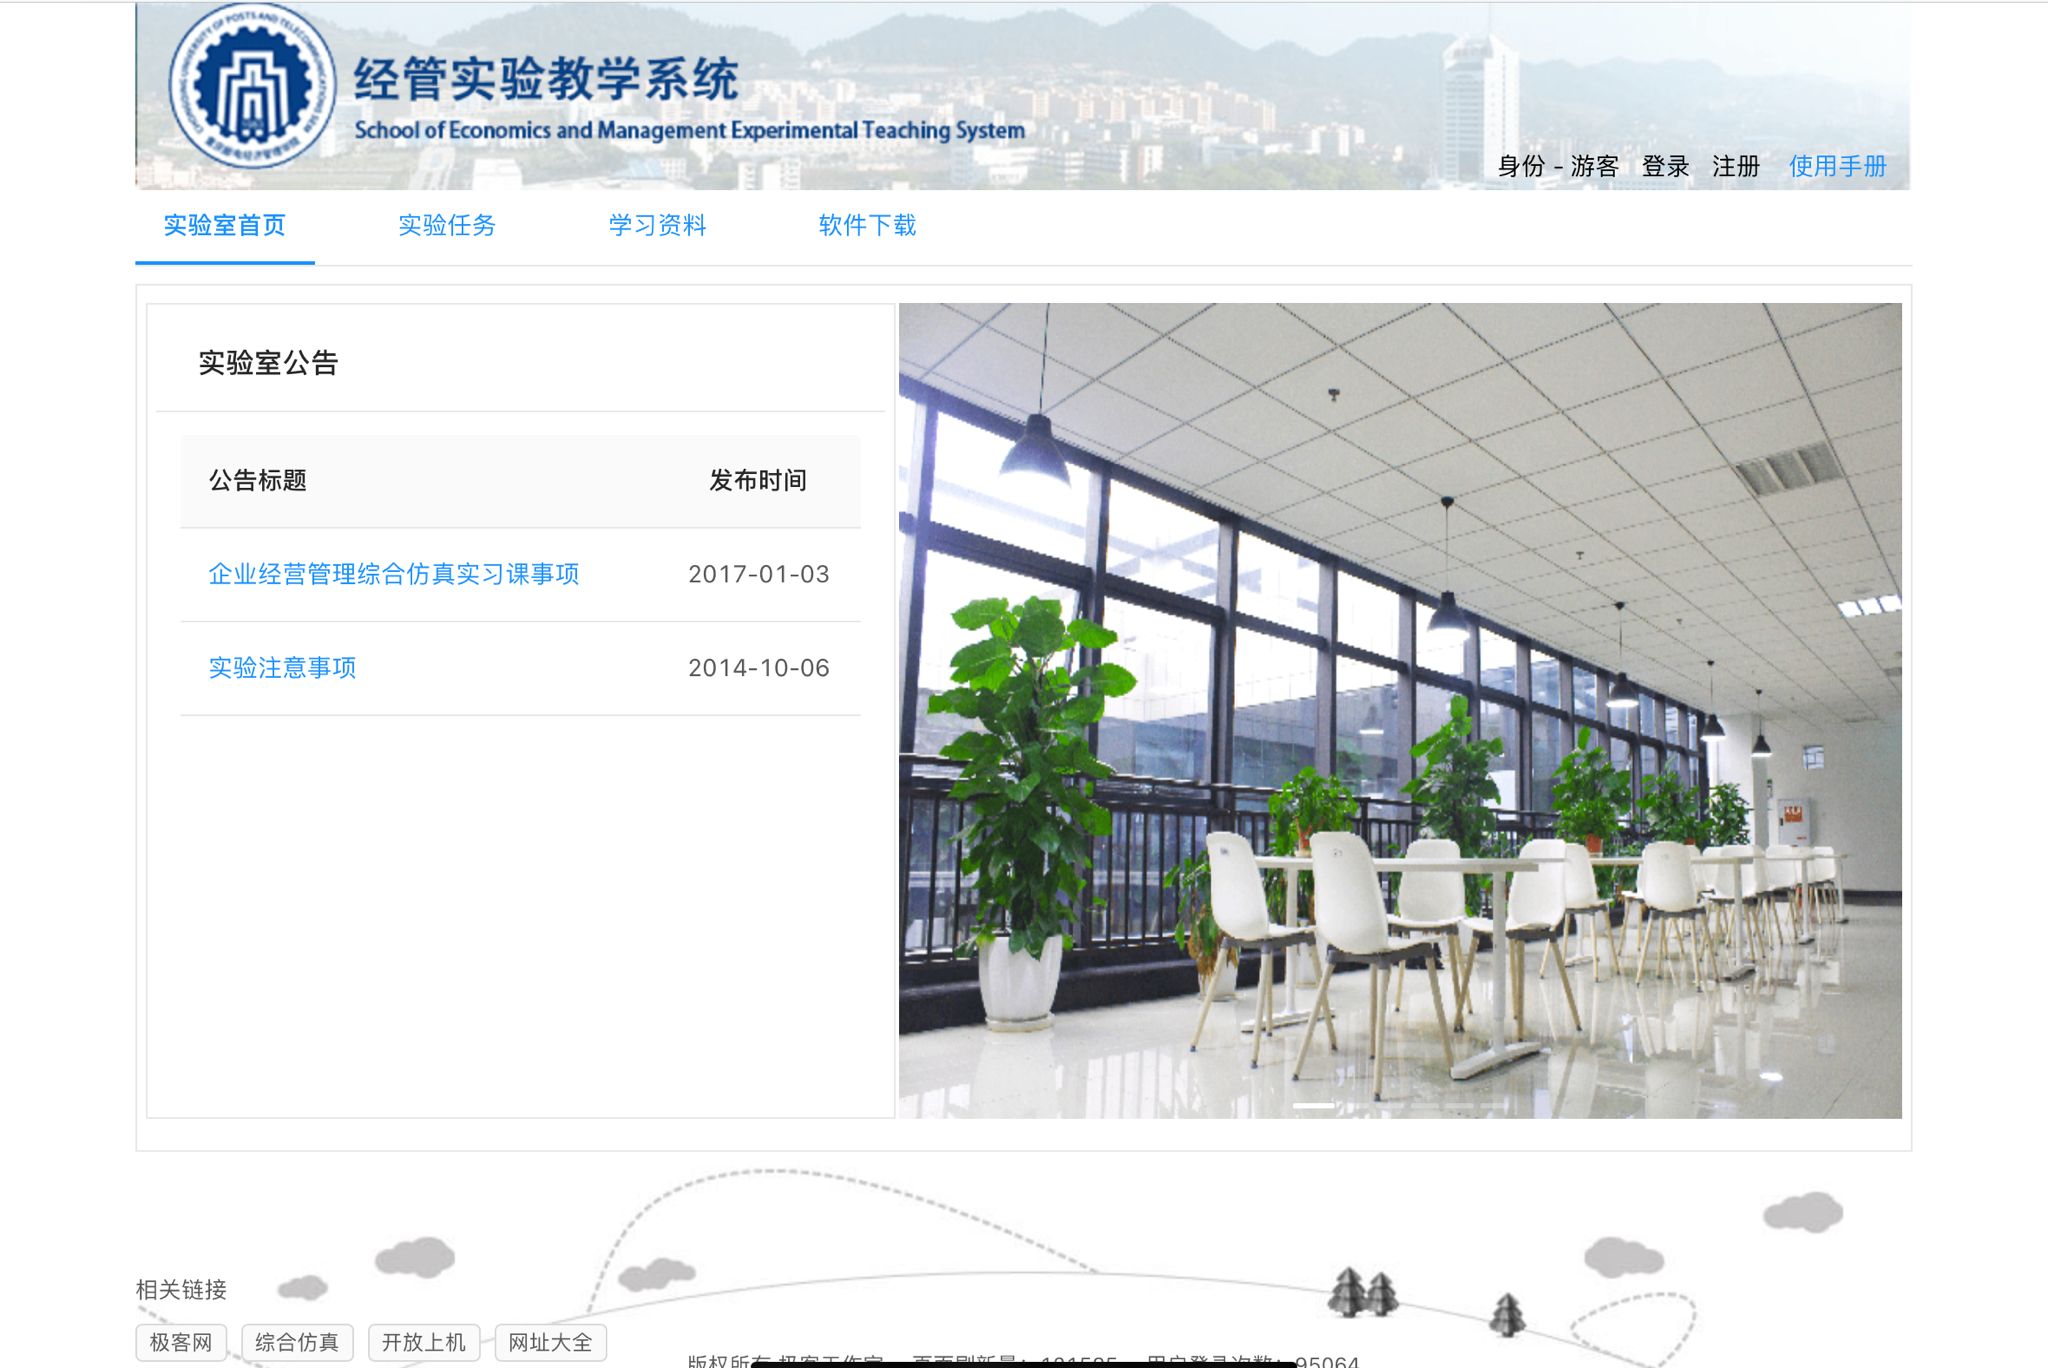 经管实验教学系统
School of Economics and Management Experimental Teaching System
身份 - 游客 登录 注册 使用手册
实验室首页 实验任务 学习资料 软件下载
实验室公告
公告标题 发布时间
企业经营管理综合仿真实习课事项 2017-01-03
实验注意事项 2014-10-06
相关链接
极客网 综合仿真 开放上机 网址大全
版权所有 极客工作室 页面刷新量： 用户登录次数：95064